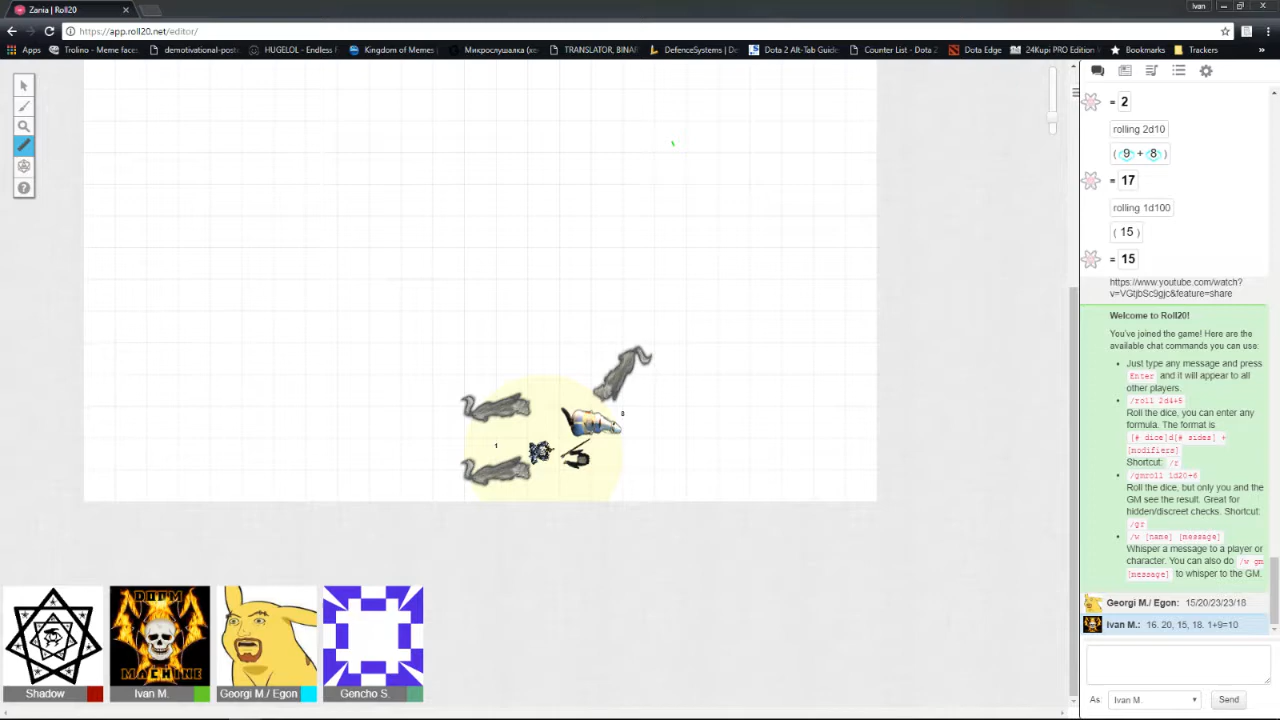 Zania | Roll20
Ivan
https://app.roll20.net/editor/
Apps
Trolino - Meme faces
demotivational-post
HUGELOL - Endless F
Kingdom of Memes |
Микрослушалка (ке
TRANSLATOR, BINAR
DefenceSystems | De
Dota 2 Alt-Tab Guide
Counter List - Dota 2
Dota Edge
24Kupi PRO Edition
Bookmarks
Trackers
»
= 2
rolling 2d10
( 9 + 8 )
= 17
rolling 1d100
( 15 )
= 15
https://www.youtube.com/watch?
v=VGtjbSc9gjc&feature=share
Welcome to Roll20!
You've joined the game! Here are the
available chat commands you can use:
• Just type any message and press
Enter and it will appear to all
other players.
• /roll 2d4+5
Roll the dice, you can enter any
formula. The format is
[# dice]d[# sides] +
[modifiers]
Shortcut: /r
• /gmroll 1d20+6
Roll the dice, but only you and the
GM see the result. Great for
hidden/discreet checks. Shortcut:
/gr
• /w [name] [message]
Whisper a message to a player or
character. You can also do /w gm
[message] to whisper to the GM.
Georgi M./ Egon: 15/20/23/23/18
Ivan M.: 16. 20, 15, 18. 1+9=10
As: Ivan M.
Send
1
3
DOOM
MACHINE
Shadow
Ivan M.
Georgi M / Egon
Gencho S.